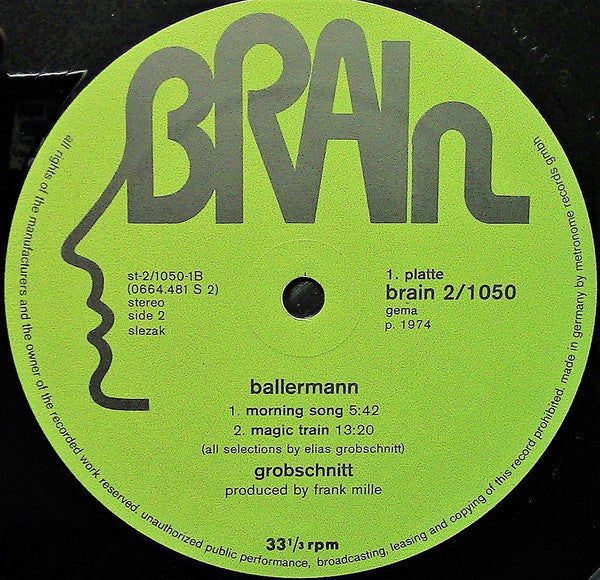 BRAIn
st-2/1050-1B
(0664.481 S 2)
stereo
side 2
slezak
1. platte
brain 2/1050
gema
p. 1974
ballermann
1. morning song 5:42
2. magic train 13:20
(all selections by elias grobschnitt)
grobschnitt
produced by frank mille
33 1/3 rpm
all rights of the manufacturers and the owner of the recorded work reserved. unauthorized public performance, broadcasting, leasing and copying of this record prohibited. made in germany by metronome records gmbh